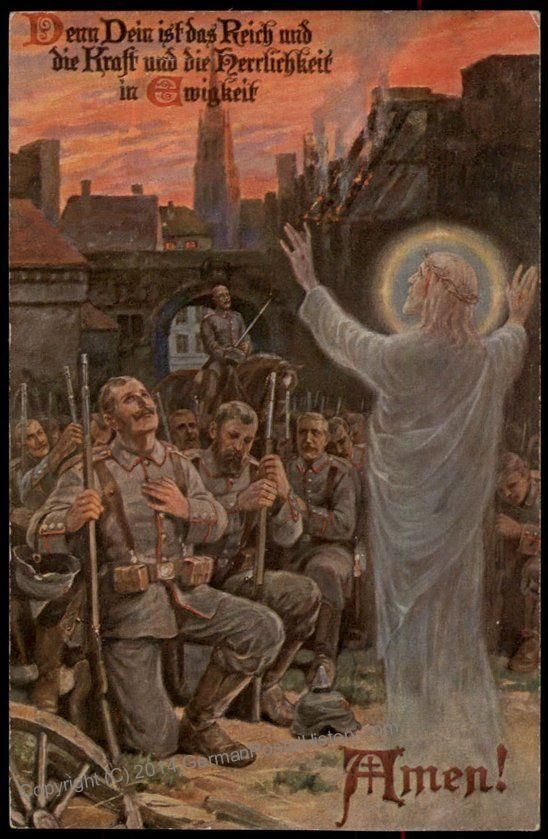 Denn Dein ist das Reich und
die Kraft und die Herrlichkeit
in Ewigkeit
Amen!
Copyright (C) 2014 GermanPostalHistory.com